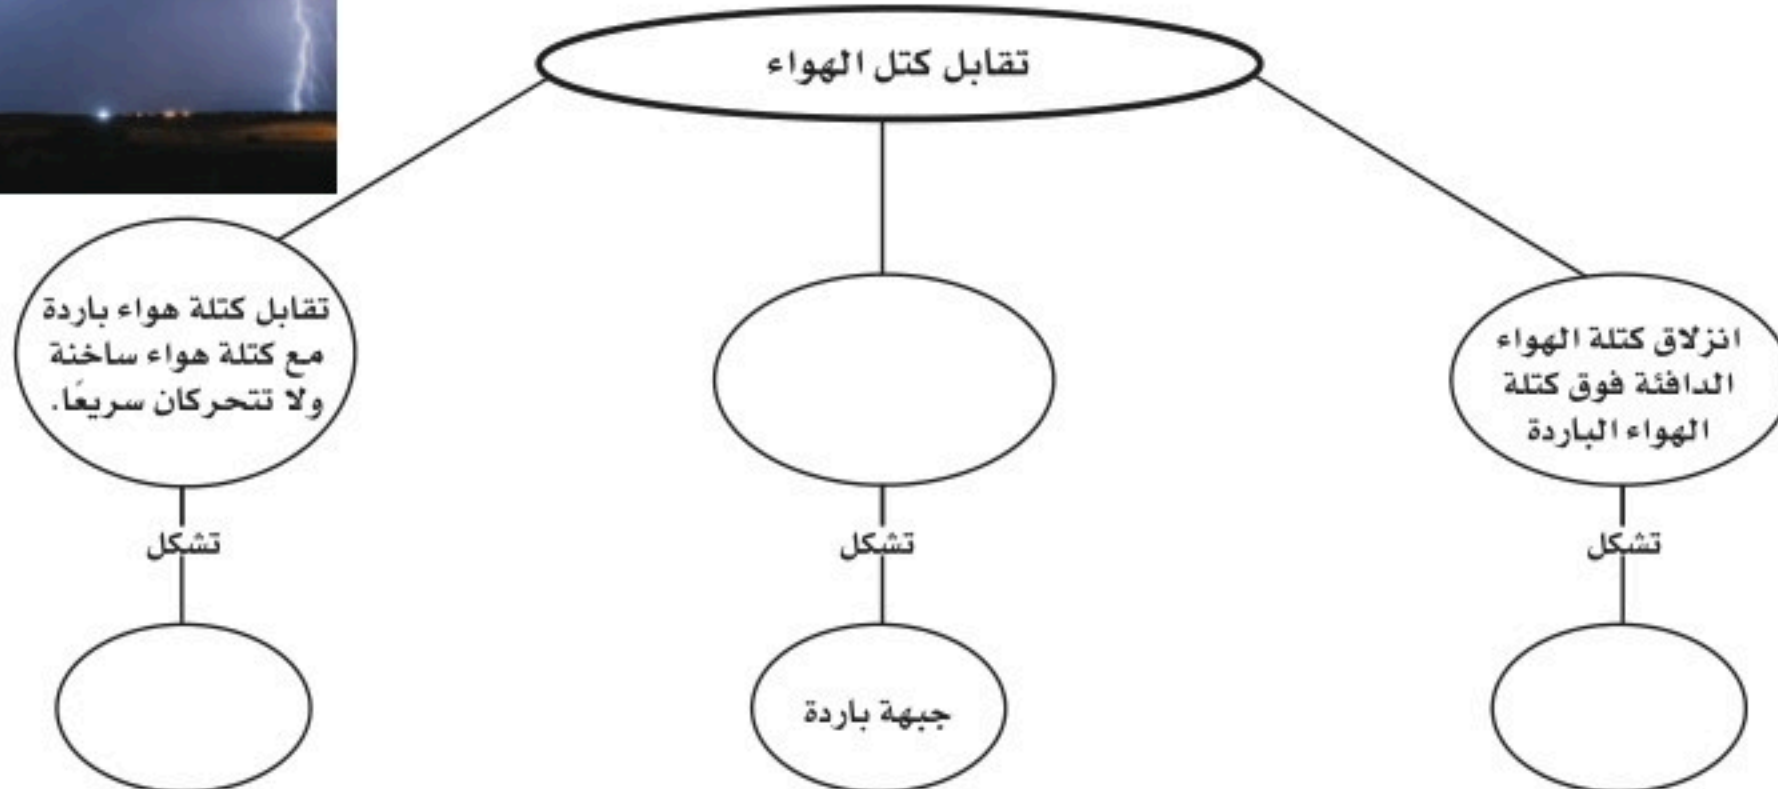 تقابل كتل الهواء
انزلاق كتلة الهواء
الدافئة فوق كتلة
الهواء الباردة
تقابل كتلة هواء باردة
مع كتلة هواء ساخنة
ولا تتحركان سريعًا.
تشكل
تشكل
تشكل
جبهة باردة